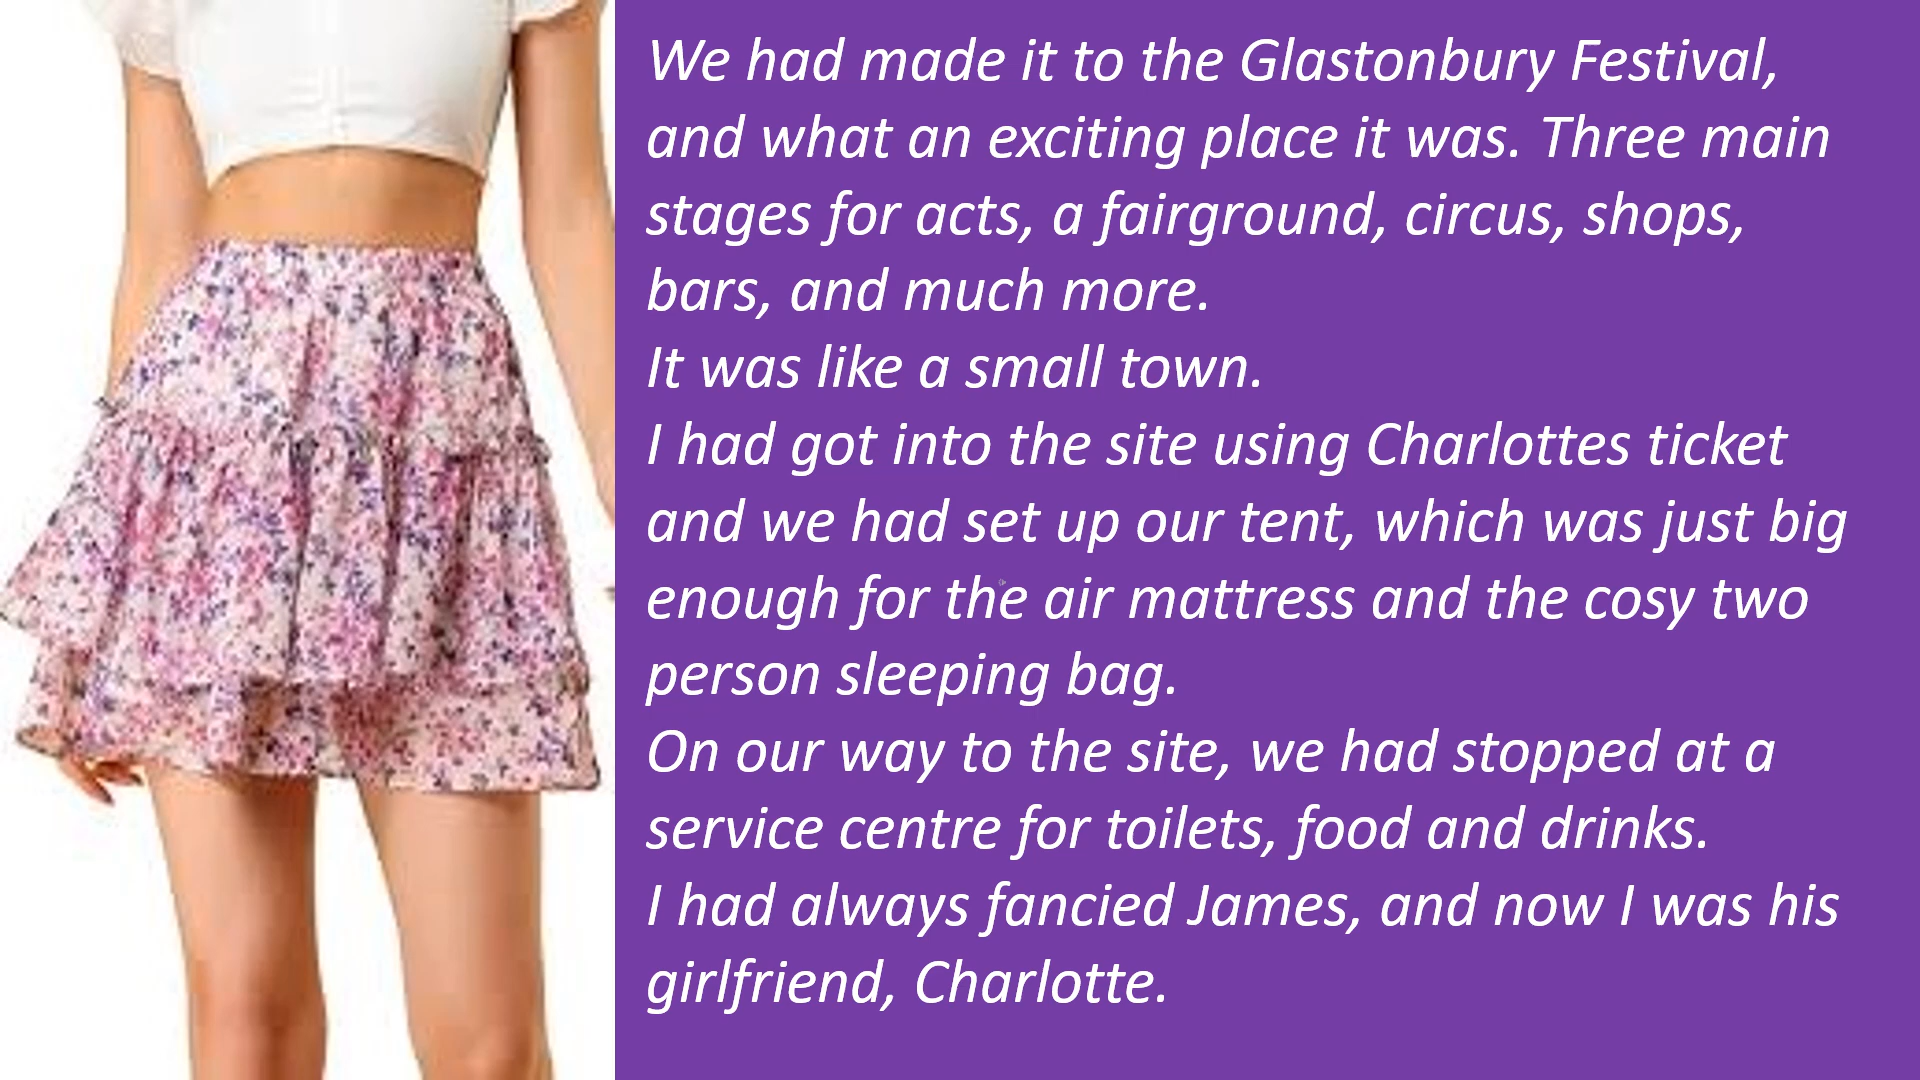 We had made it to the Glastonbury Festival,
and what an exciting place it was. Three main
stages for acts, a fairground, circus, shops,
bars, and much more.
It was like a small town.
I had got into the site using Charlottes ticket
and we had set up our tent, which was just big
enough for the air mattress and the cosy two
person sleeping bag.
On our way to the site, we had stopped at a
service centre for toilets, food and drinks.
I had always fancied James, and now I was his
girlfriend, Charlotte.